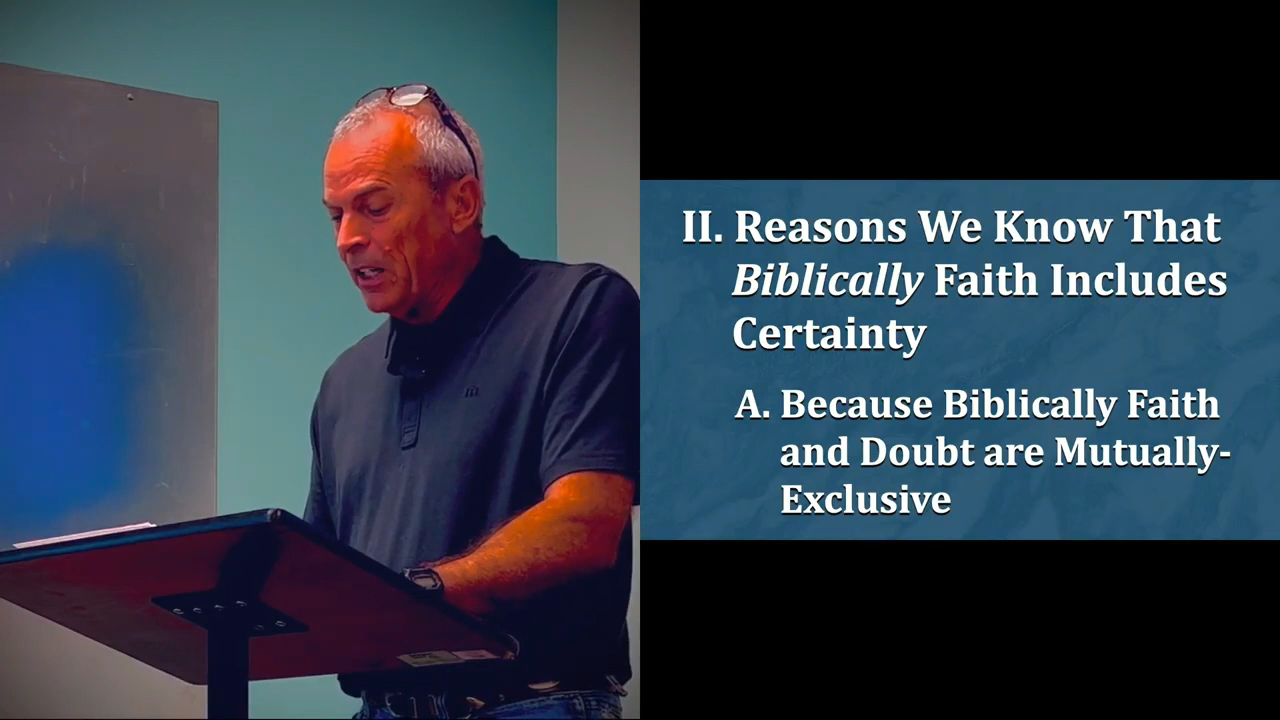 II. Reasons We Know That
Biblically Faith Includes
Certainty
A. Because Biblically Faith
and Doubt are Mutually-
Exclusive